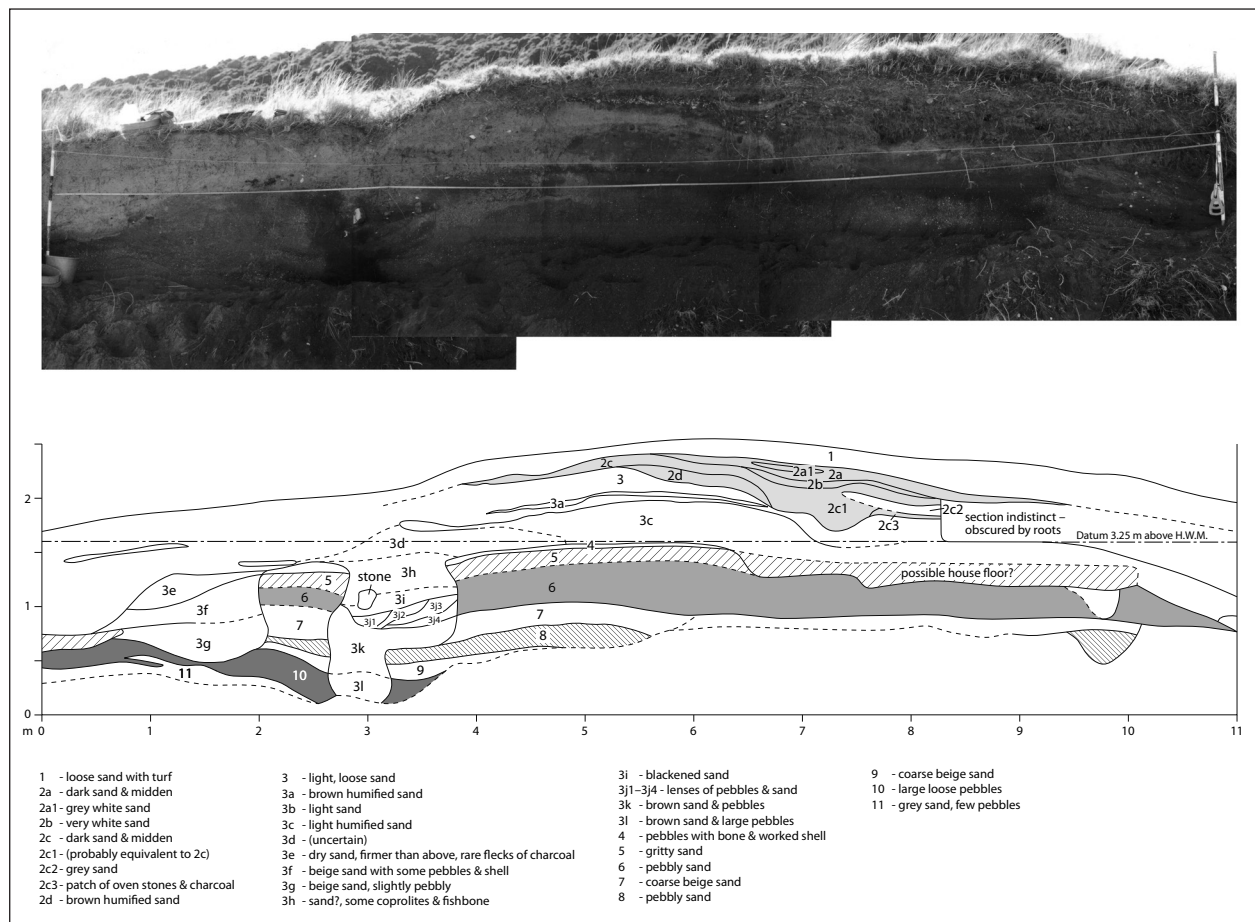 2
1
0
m 0
1
2
3
4
5
6
7
8
9
10
11
1
2c
2a1
2a
3
2d
2b
3a
2c1
2c2
3c
2c3
section indistinct –
obscured by roots
3d
Datum 3.25 m above H.W.M.
4
5
3h
possible house floor?
3e
5
stone
6
6
3i
3f
3j1
3j2
3j3
3j4
7
7
8
3g
3k
9
11
10
3l
1 - loose sand with turf
2a - dark sand & midden
2a1 - grey white sand
2b - very white sand
2c - dark sand & midden
2c1 - (probably equivalent to 2c)
2c2 - grey sand
2c3 - patch of oven stones & charcoal
2d - brown humified sand
3 - light, loose sand
3a - brown humified sand
3b - light sand
3c - light humified sand
3d - (uncertain)
3e - dry sand, firmer than above, rare flecks of charcoal
3f - beige sand with some pebbles & shell
3g - beige sand, slightly pebbly
3h - sand?, some coprolites & fishbone
3i - blackened sand
3j1–3j4 - lenses of pebbles & sand
3k - brown sand & pebbles
3l - brown sand & large pebbles
4 - pebbles with bone & worked shell
5 - gritty sand
6 - pebbly sand
7 - coarse beige sand
8 - pebbly sand
9 - coarse beige sand
10 - large loose pebbles
11 - grey sand, few pebbles